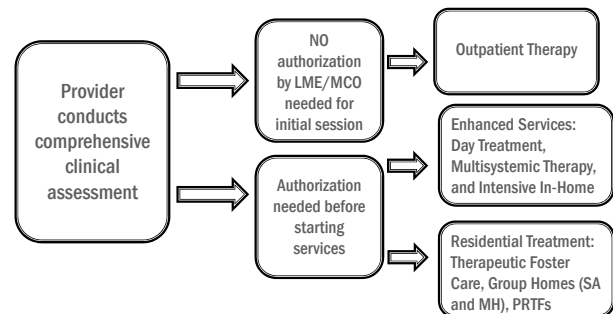 Provider
conducts
comprehensive
clinical
assessment
NO
authorization
by LME/MCO
needed for
initial session
Outpatient Therapy
Authorization
needed before
starting
services
Enhanced Services:
Day Treatment,
Multisystemic Therapy,
and Intensive In-Home
Residential Treatment:
Therapeutic Foster
Care, Group Homes (SA
and MH), PRTFs